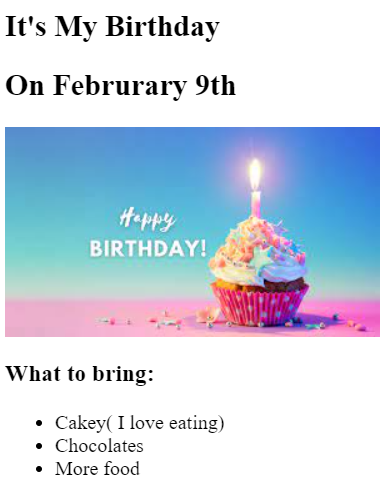 It's My Birthday
On Februrary 9th
Happy
BIRTHDAY!
What to bring:
Cakey( I love eating)
Chocolates
More food